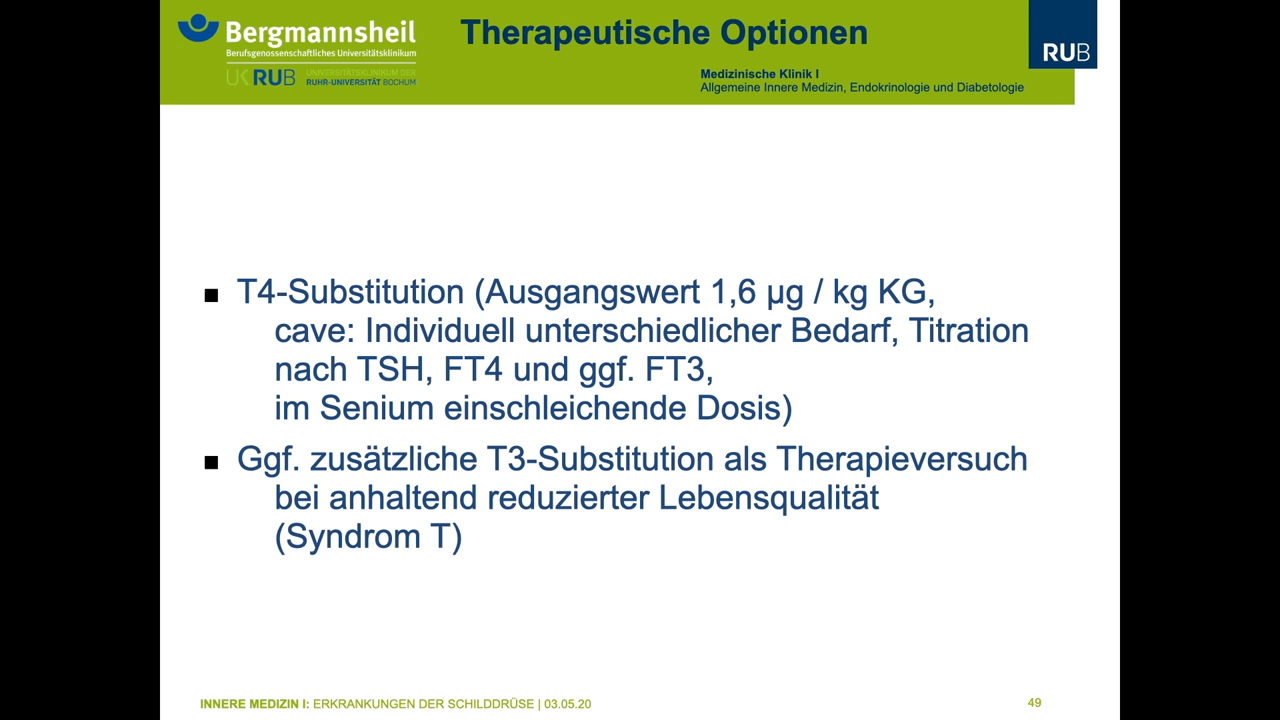 Bergmannsheil
Berufsgenossenschaftliches Universitätsklinikum
UK RUB UNIVERSITÄTSKLINIKUM DER
RUHR-UNIVERSITÄT BOCHUM
Therapeutische Optionen
Medizinische Klinik I
Allgemeine Innere Medizin, Endokrinologie und Diabetologie
RUB
■ T4-Substitution (Ausgangswert 1,6 µg / kg KG,
cave: Individuell unterschiedlicher Bedarf, Titration
nach TSH, FT4 und ggf. FT3,
im Senium einschleichende Dosis)
■ Ggf. zusätzliche T3-Substitution als Therapieversuch
bei anhaltend reduzierter Lebensqualität
(Syndrom T)
INNERE MEDIZIN I: ERKRANKUNGEN DER SCHILDDRÜSE | 03.05.20
49